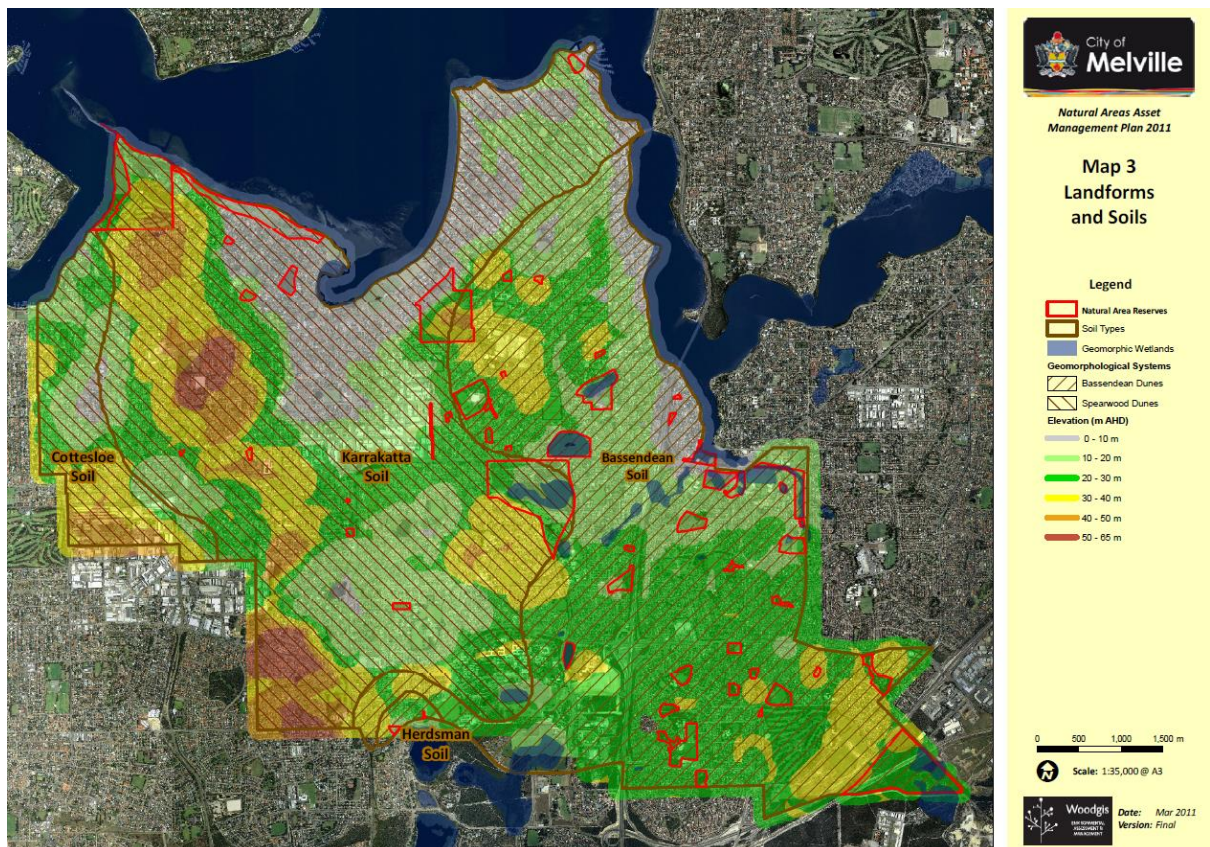 Cottesloe
Soil
Karrakatta
Soil
Bassendean
Soil
Herdsman
Soil
City of
Melville
Natural Areas Asset
Management Plan 2011
Map 3
Landforms
and Soils
Legend
Natural Area Reserves
Soil Types
Geomorphic Wetlands
Geomorphological Systems
Bassendean Dunes
Spearwood Dunes
Elevation (m AHD)
0 - 10 m
10 - 20 m
20 - 30 m
30 - 40 m
40 - 50 m
50 - 65 m
0 500 1,000 1,500 m
N
Scale: 1:35,000 @ A3
Woodgis
ENVIRONMENTAL
ASSESSMENT &
MANAGEMENT
Date: Mar 2011
Version: Final